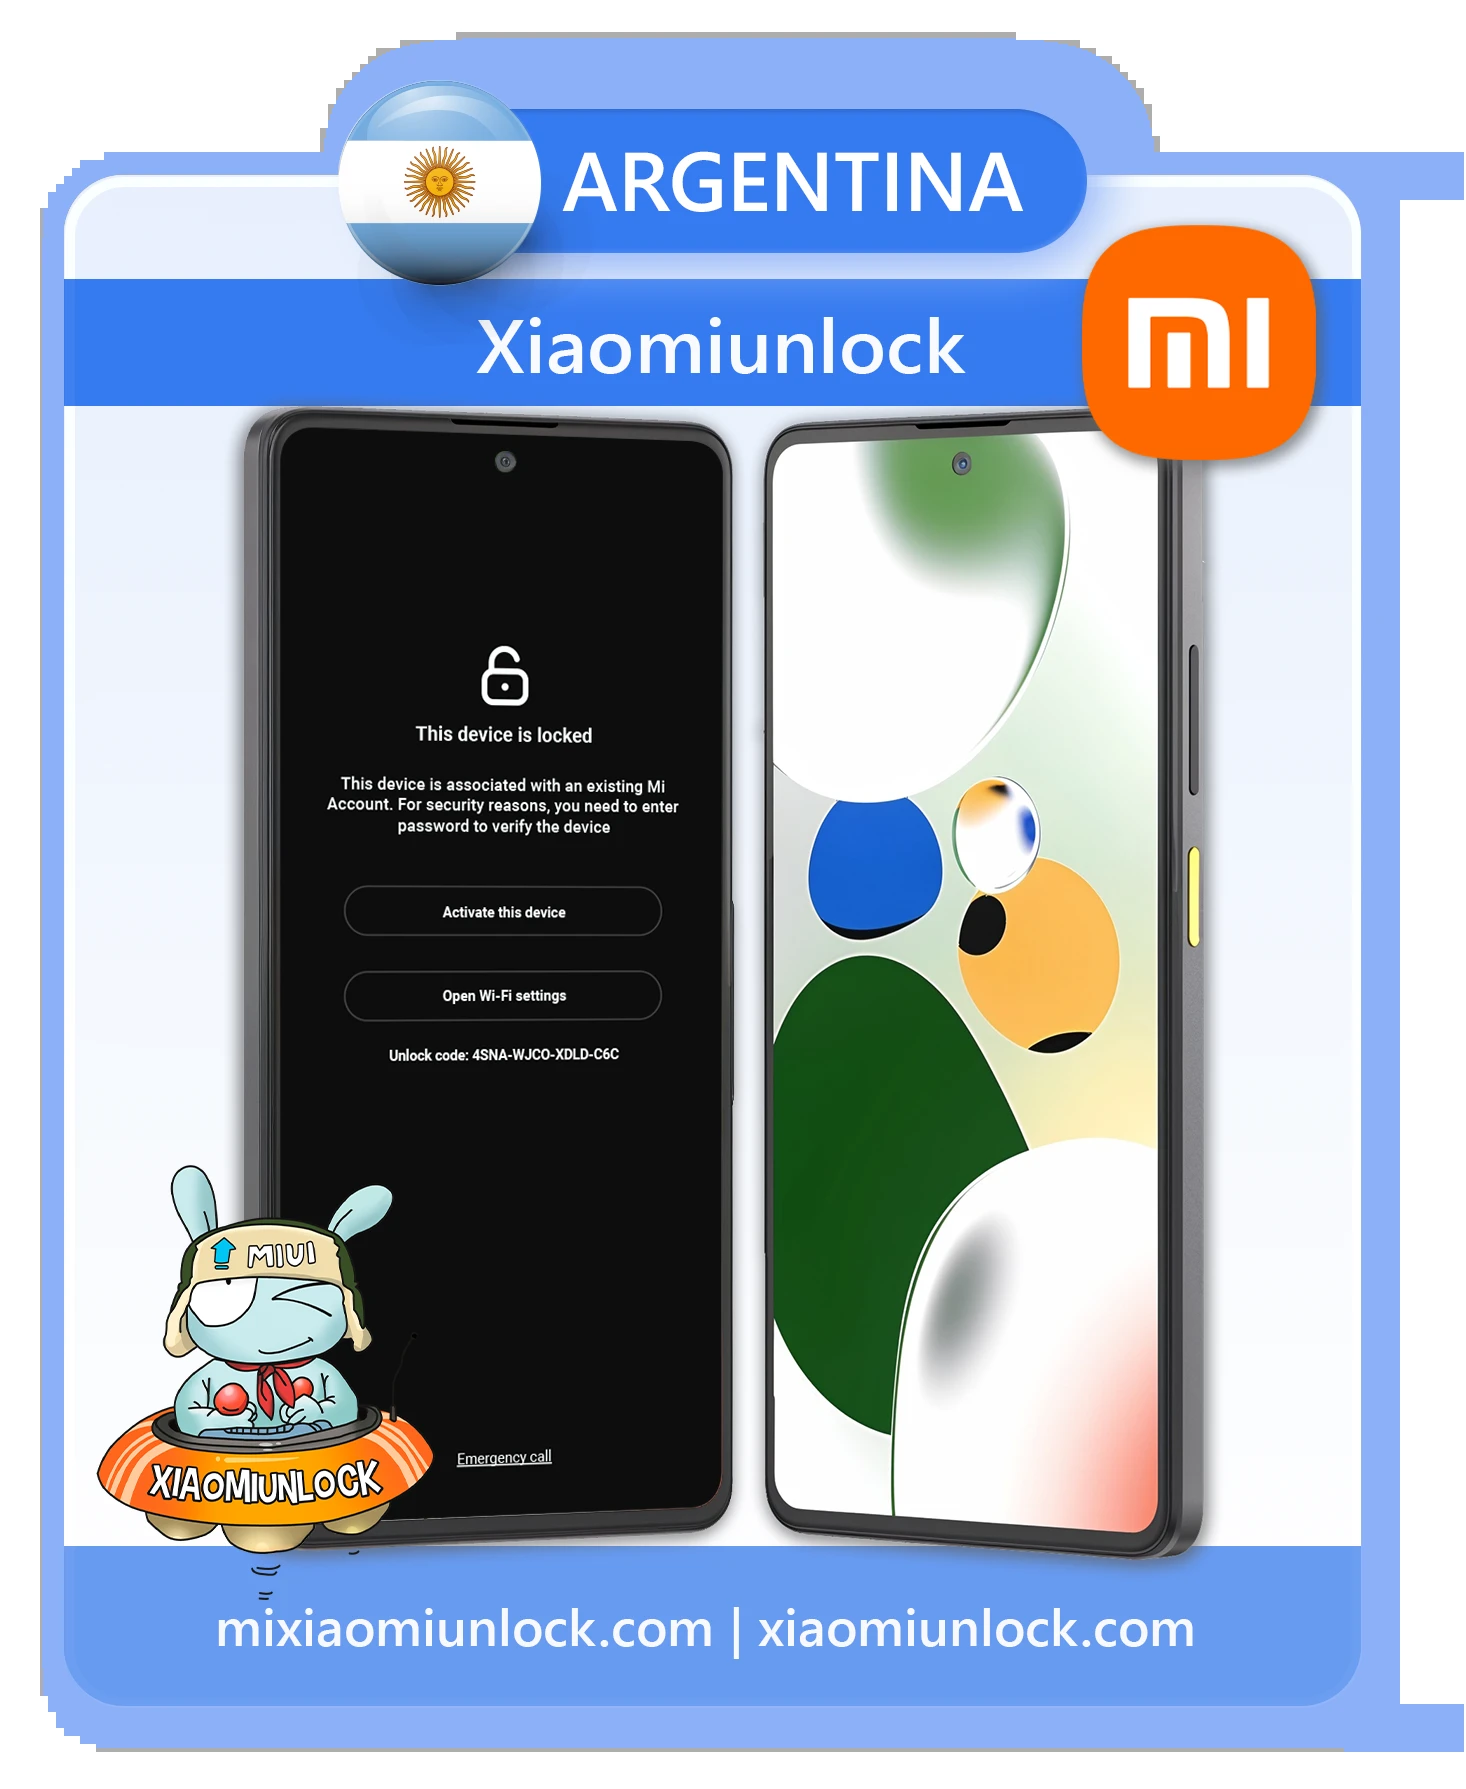 ARGENTINA
Xiaomiunlock
mi
This device is locked
This device is associated with an existing Mi
Account. For security reasons, you need to enter
password to verify the device
Activate this device
Open Wi-Fi settings
Unlock code: 4SNA-WJCO-XDLD-C6C
MIUI
XIAOMIUNLOCK
Emergency call
mixiaomiunlock.com | xiaomiunlock.com